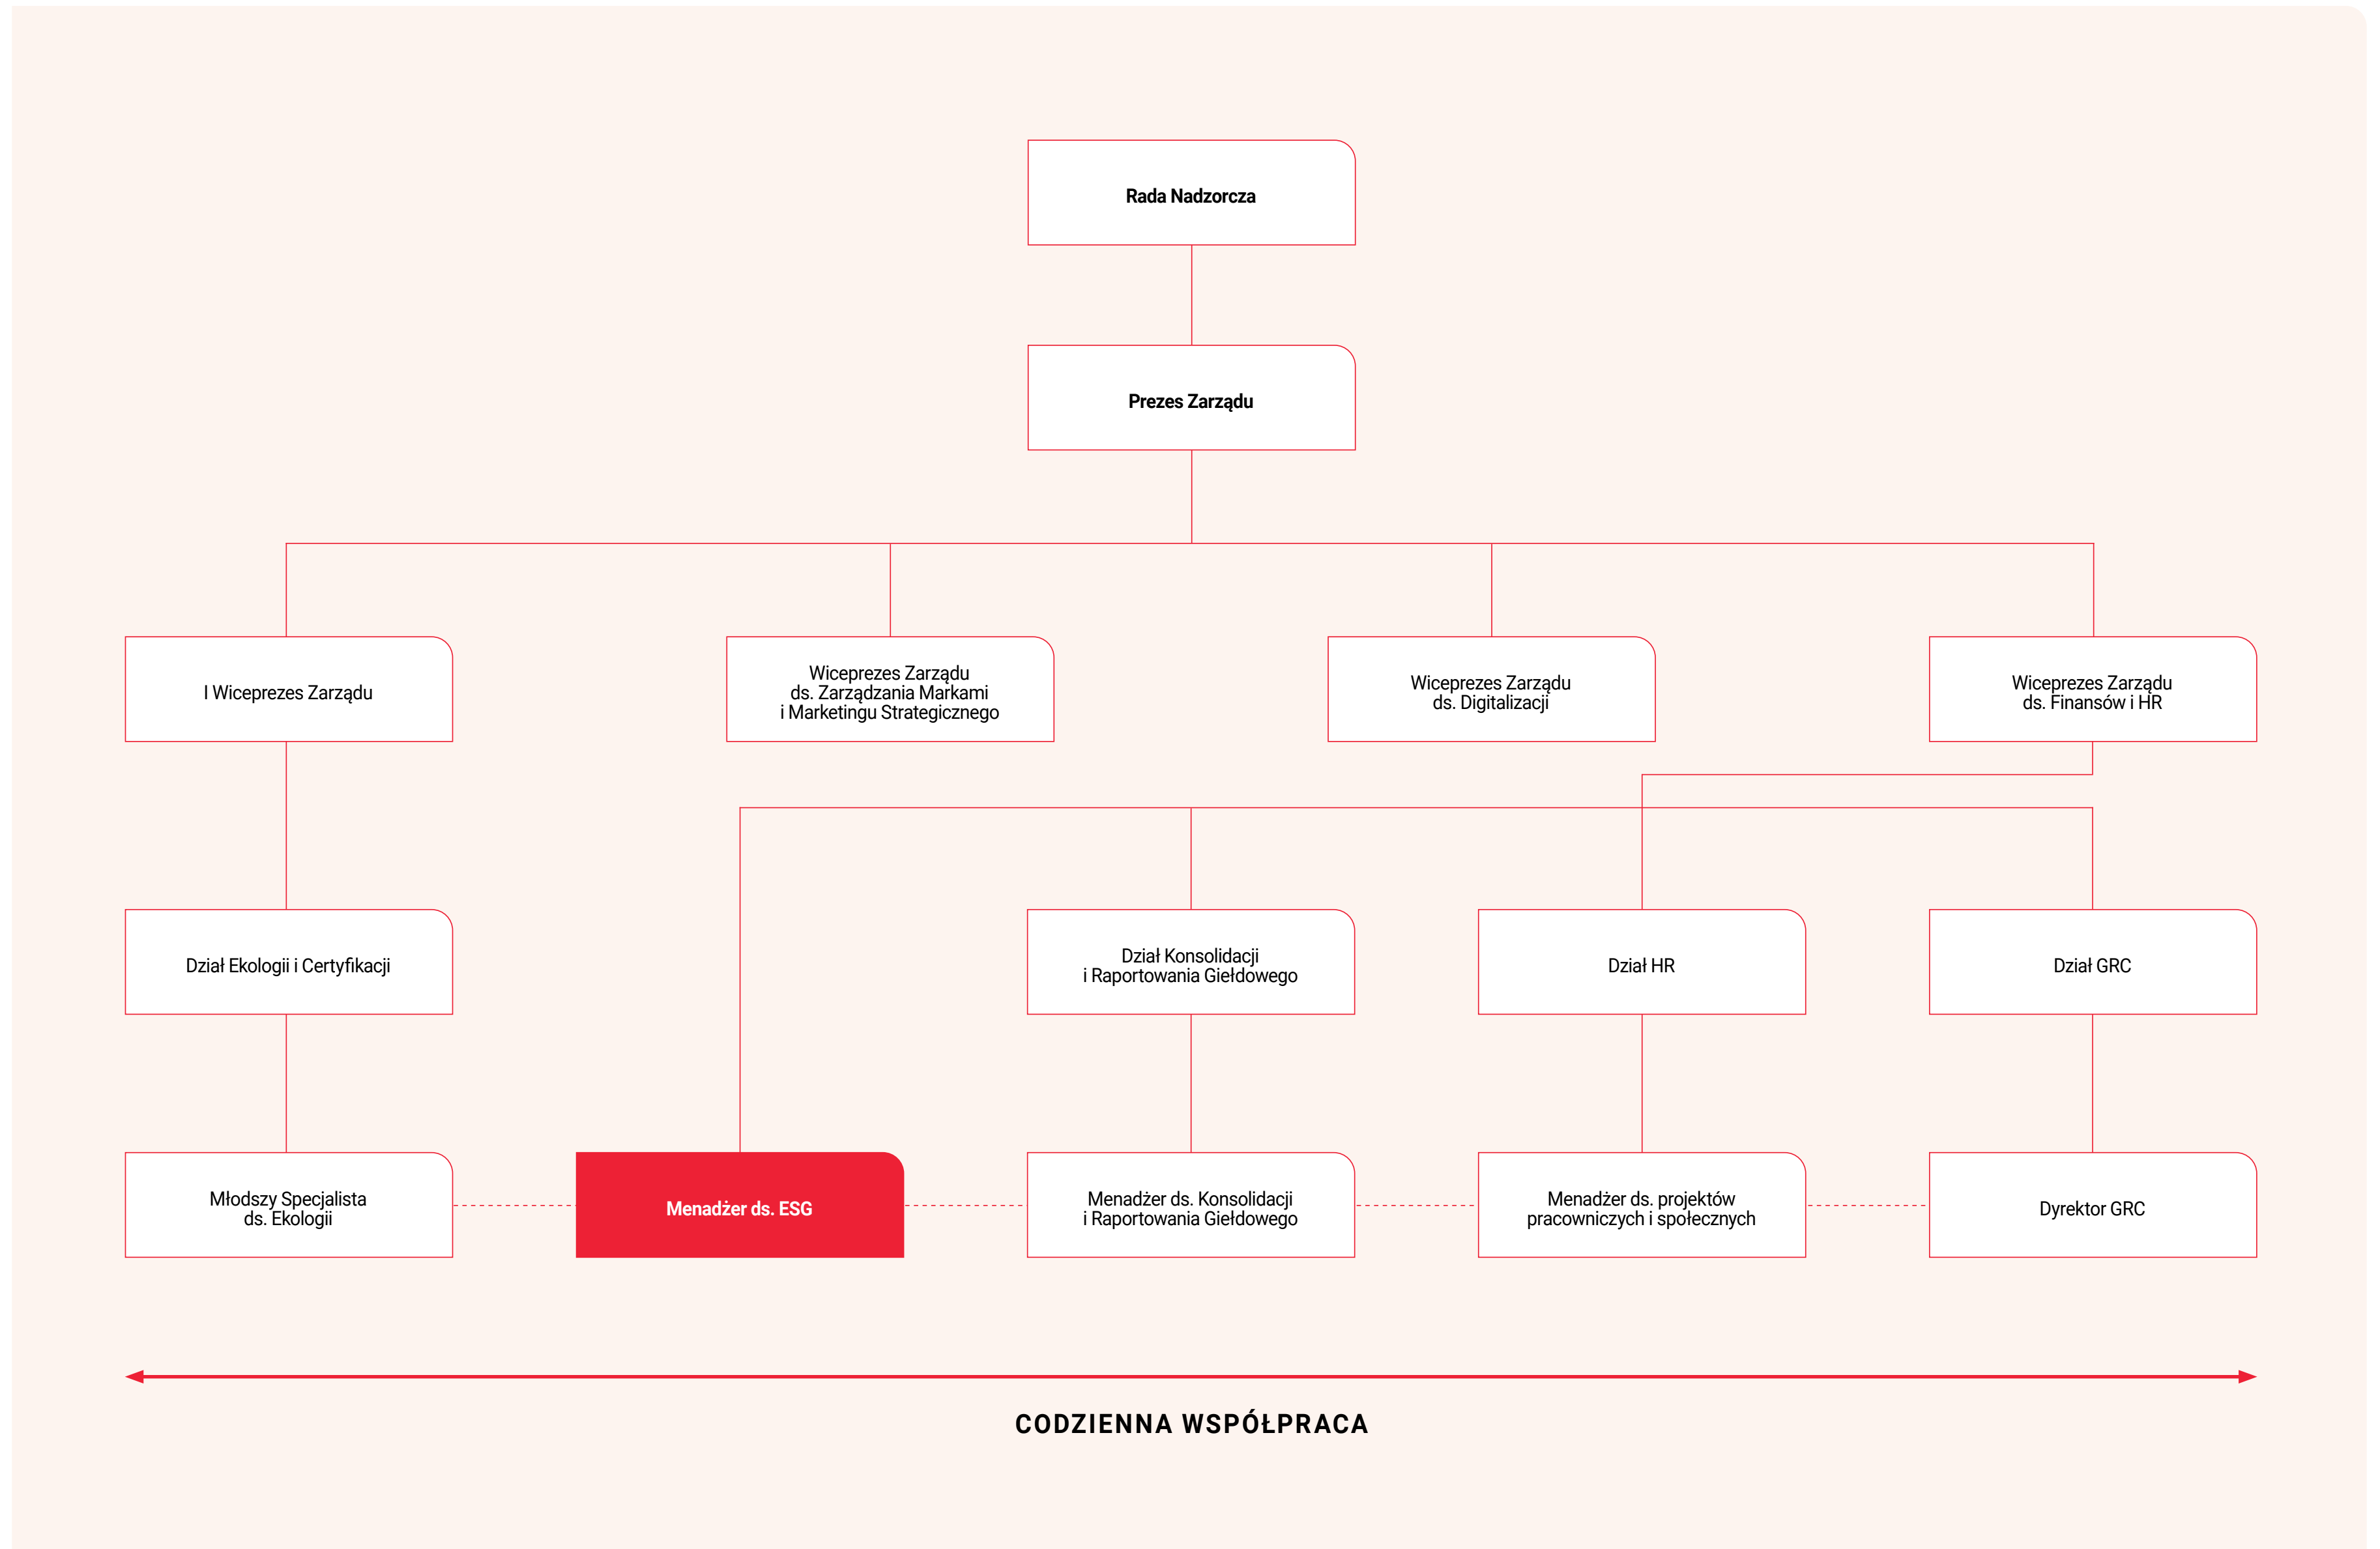 Rada Nadzorcza
Prezes Zarządu
I Wiceprezes Zarządu
Wiceprezes Zarządu
ds. Zarządzania Markami
i Marketingu Strategicznego
Wiceprezes Zarządu
ds. Digitalizacji
Wiceprezes Zarządu
ds. Finansów i HR
Dział Ekologii i Certyfikacji
Dział Konsolidacji
i Raportowania Giełdowego
Dział HR
Dział GRC
Młodszy Specjalista
ds. Ekologii
Menadżer ds. ESG
Menadżer ds. Konsolidacji
i Raportowania Giełdowego
Menadżer ds. projektów
pracowniczych i społecznych
Dyrektor GRC
CODZIENNA WSPÓŁPRACA